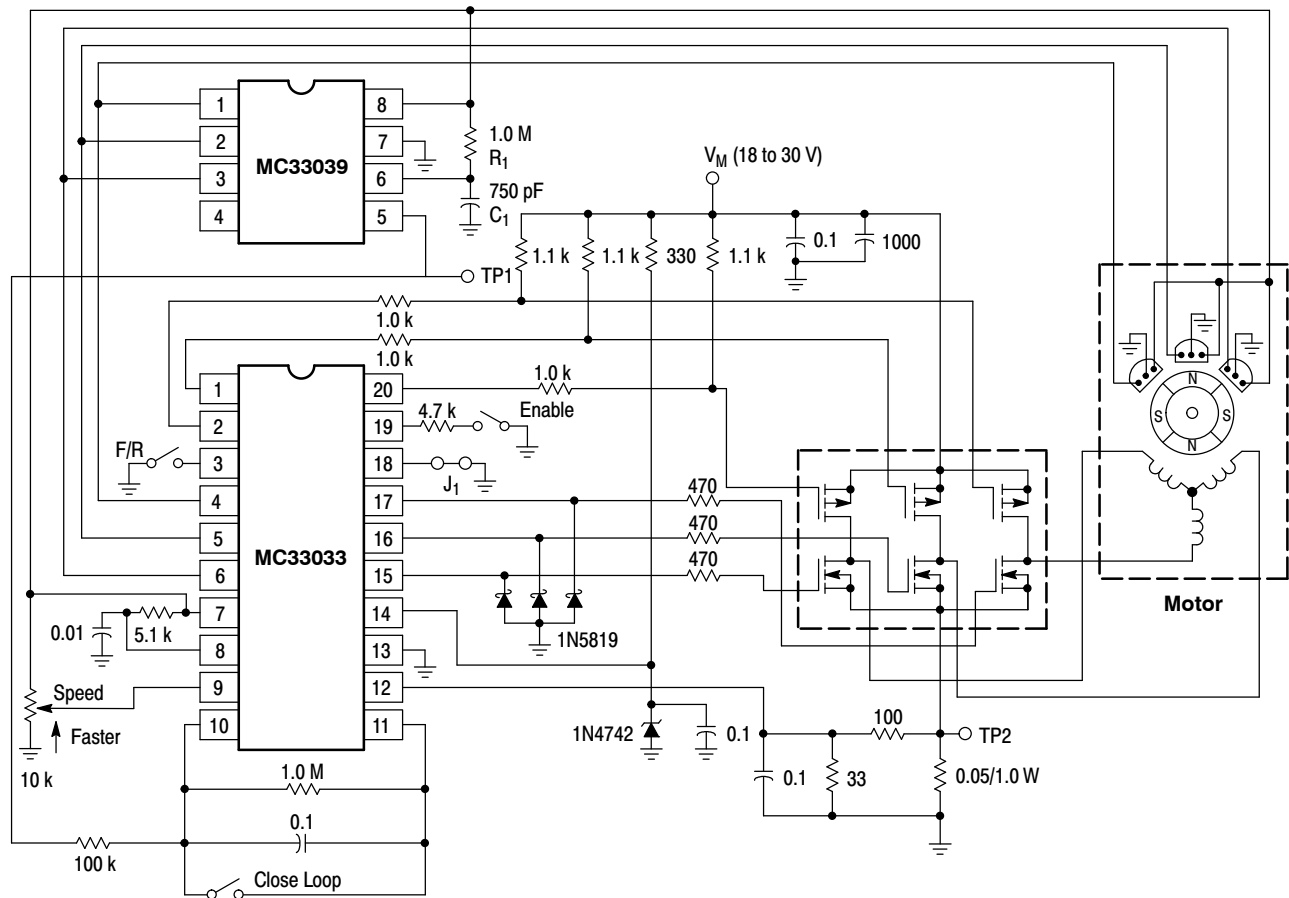 1 8
2 7
3 6
4 5
MC33039
1.0 M
R1
750 pF
C1
TP1
VM (18 to 30 V)
1.1 k 1.1 k 330 1.1 k 0.1 1000
1.0 k
1.0 k
1.0 k
4.7 k Enable
F/R
J1
1 20
2 19
3 18
4 17
5 16
6 15
7 14
8 13
9 12
10 11
MC33033
470
470
470
1N5819
N
S S
N
Motor
0.01 5.1 k
Speed
Faster
10 k
1N4742 0.1
100 TP2
0.1 33 0.05/1.0 W
1.0 M
0.1
100 k
Close Loop